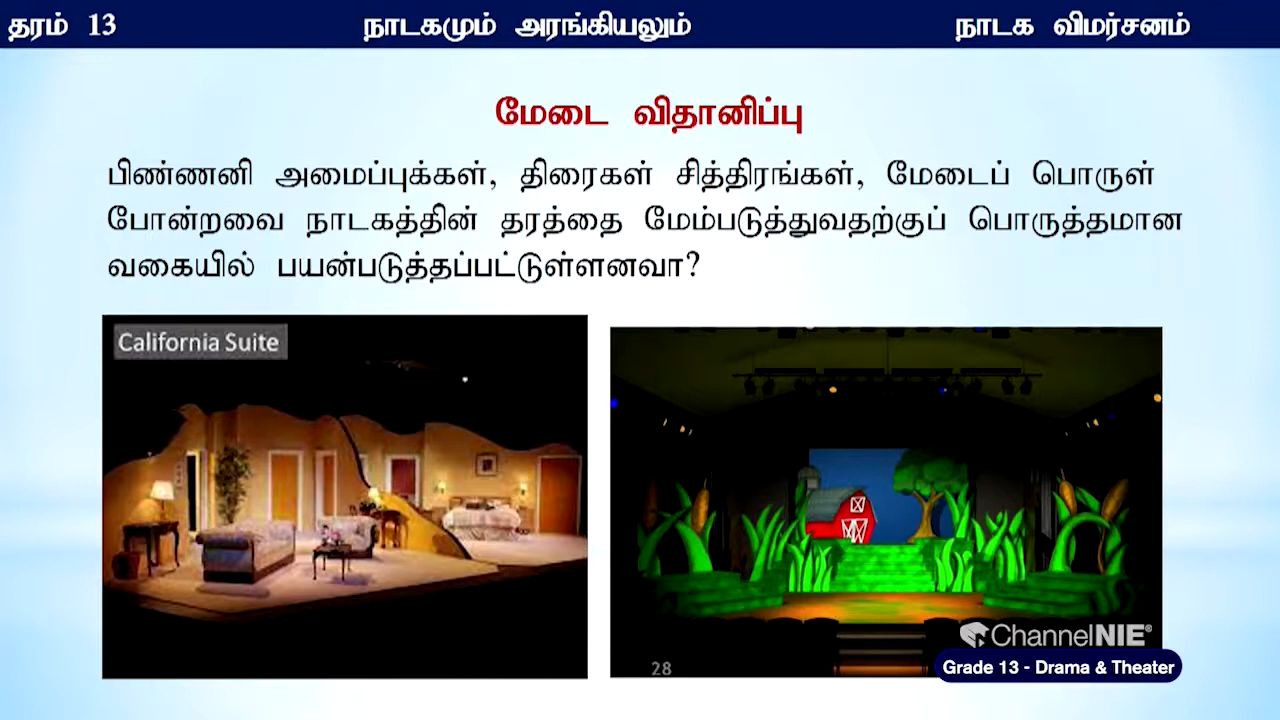 தரம் 13 நாடகமும் அரங்கியலும் நாடக விமர்சனம்
மேடை விதானிப்பு
பிண்ணனி அமைப்புக்கள், திரைகள் சித்திரங்கள், மேடைப் பொருள்
போன்றவை நாடகத்தின் தரத்தை மேம்படுத்துவதற்குப் பொருத்தமான
வகையில் பயன்படுத்தப்பட்டுள்ளனவா?
California Suite
ChannelNIE®
28
Grade 13 - Drama & Theater